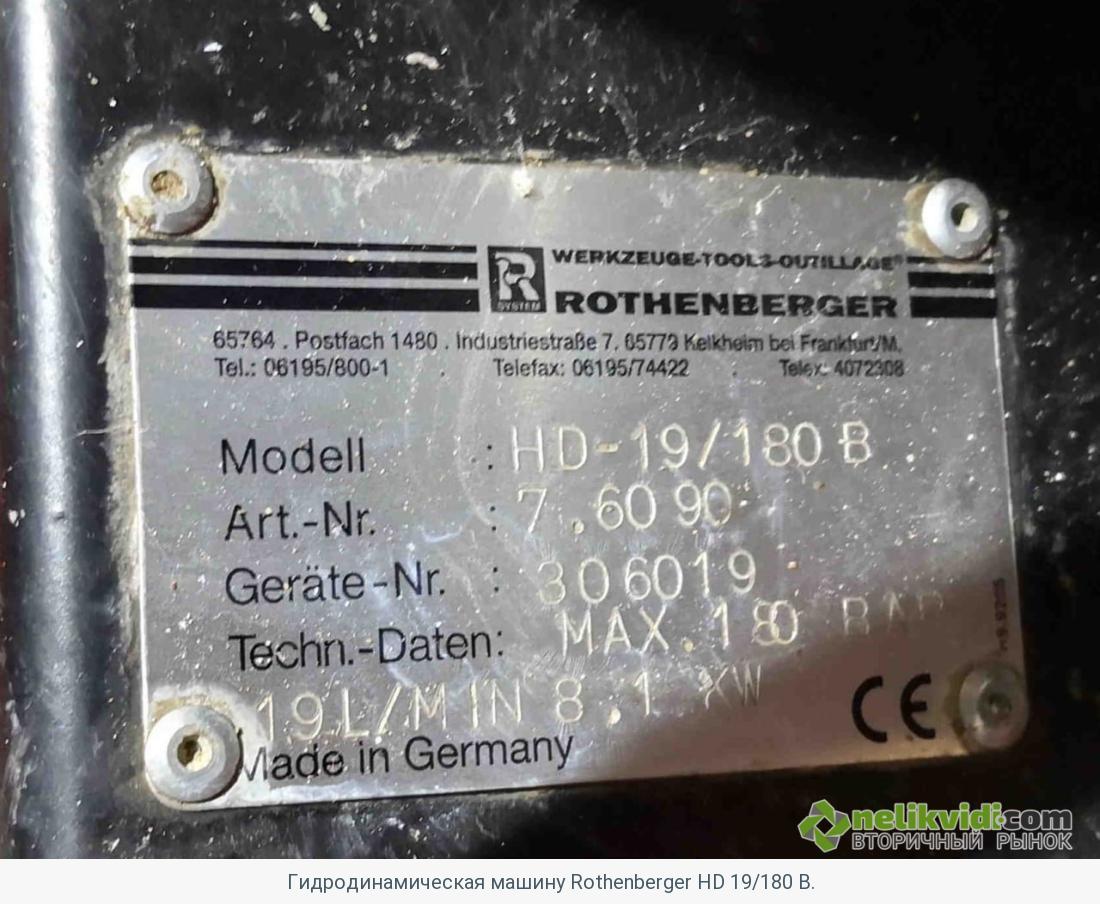 WERKZEUGE-TOOLS-OUTILLAGE®
R
SYSTEM
ROTHENBERGER
65764 . Postfach 1480 . Industriestraße 7, 65779 Kelkheim bei Frankfurt/M.
Tel.: 06195/800-1 . Telefax: 06195/74422 . Telex: 4072308
Modell : HD-19/180 B
Art.-Nr. : 7.6090
Geräte-Nr. : 306019
Techn.-Daten: MAX. 180 BAR
19L/MIN 8.1 KW
Made in Germany
CE
nelikvidi.com
ВТОРИЧНЫЙ РЫНОК
Гидродинамическая машину Rothenberger HD 19/180 B.